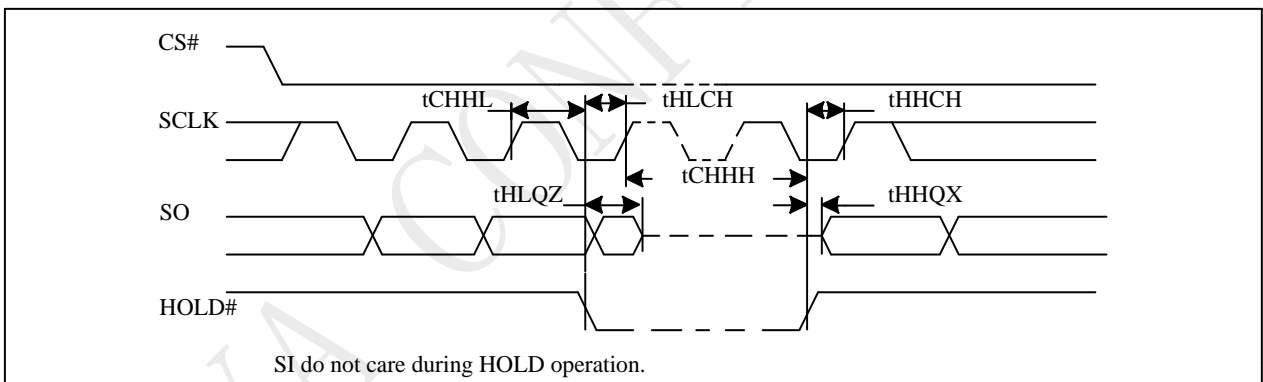 CS#
tCHHL
tHLCH
tHHCH
SCLK
tCHHH
tHLQZ
tHHQX
SO
HOLD#
SI do not care during HOLD operation.